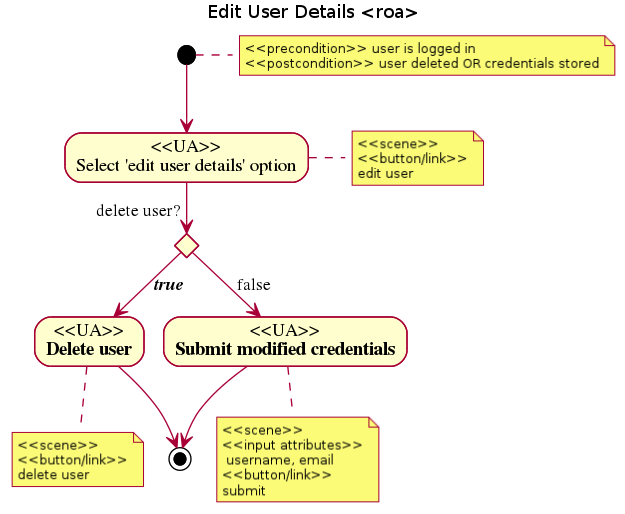 Edit User Details <roa>
<<precondition>> user is logged in
<<postcondition>> user deleted OR credentials stored
<<UA>>
Select 'edit user details' option
<<scene>>
<<button/link>>
edit user
delete user?
true
false
<<UA>>
Delete user
<<UA>>
Submit modified credentials
<<scene>>
<<button/link>>
delete user
<<scene>>
<<input attributes>>
username, email
<<button/link>>
submit